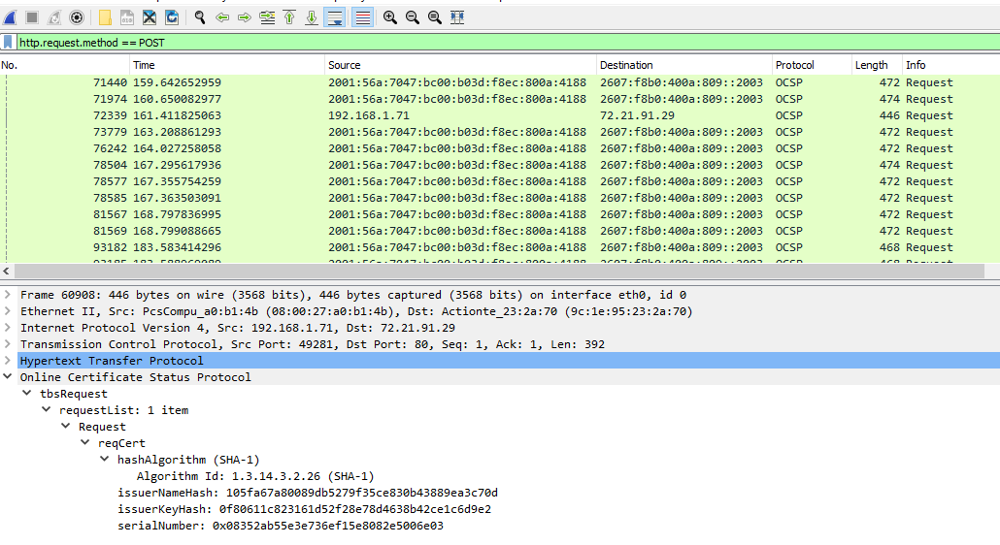 http.request.method == POST
No. Time Source Destination Protocol Length Info
71440 159.642652959 2001:56a:7047:bc00:b03d:f8ec:800a:4188 2607:f8b0:400a:809::2003 OCSP 472 Request
71974 160.650082977 2001:56a:7047:bc00:b03d:f8ec:800a:4188 2607:f8b0:400a:809::2003 OCSP 474 Request
72339 161.411825063 192.168.1.71 72.21.91.29 OCSP 446 Request
73779 163.208861293 2001:56a:7047:bc00:b03d:f8ec:800a:4188 2607:f8b0:400a:809::2003 OCSP 472 Request
76242 164.027258058 2001:56a:7047:bc00:b03d:f8ec:800a:4188 2607:f8b0:400a:809::2003 OCSP 472 Request
78504 167.295617936 2001:56a:7047:bc00:b03d:f8ec:800a:4188 2607:f8b0:400a:809::2003 OCSP 474 Request
78577 167.355754259 2001:56a:7047:bc00:b03d:f8ec:800a:4188 2607:f8b0:400a:809::2003 OCSP 472 Request
78585 167.363503091 2001:56a:7047:bc00:b03d:f8ec:800a:4188 2607:f8b0:400a:809::2003 OCSP 472 Request
81567 168.797836995 2001:56a:7047:bc00:b03d:f8ec:800a:4188 2607:f8b0:400a:809::2003 OCSP 472 Request
81569 168.799088665 2001:56a:7047:bc00:b03d:f8ec:800a:4188 2607:f8b0:400a:809::2003 OCSP 472 Request
93182 183.583414296 2001:56a:7047:bc00:b03d:f8ec:800a:4188 2607:f8b0:400a:809::2003 OCSP 468 Request
Frame 60908: 446 bytes on wire (3568 bits), 446 bytes captured (3568 bits) on interface eth0, id 0
Ethernet II, Src: PcsCompu_a0:b1:4b (08:00:27:a0:b1:4b), Dst: Actionte_23:2a:70 (9c:1e:95:23:2a:70)
Internet Protocol Version 4, Src: 192.168.1.71, Dst: 72.21.91.29
Transmission Control Protocol, Src Port: 49281, Dst Port: 80, Seq: 1, Ack: 1, Len: 392
Hypertext Transfer Protocol
Online Certificate Status Protocol
tbsRequest
requestList: 1 item
Request
reqCert
hashAlgorithm (SHA-1)
Algorithm Id: 1.3.14.3.2.26 (SHA-1)
issuerNameHash: 105fa67a80089db5279f35ce830b43889ea3c70d
issuerKeyHash: 0f80611c823161d52f28e78d4638b42ce1c6d9e2
serialNumber: 0x08352ab55e3e736ef15e8082e5006e03